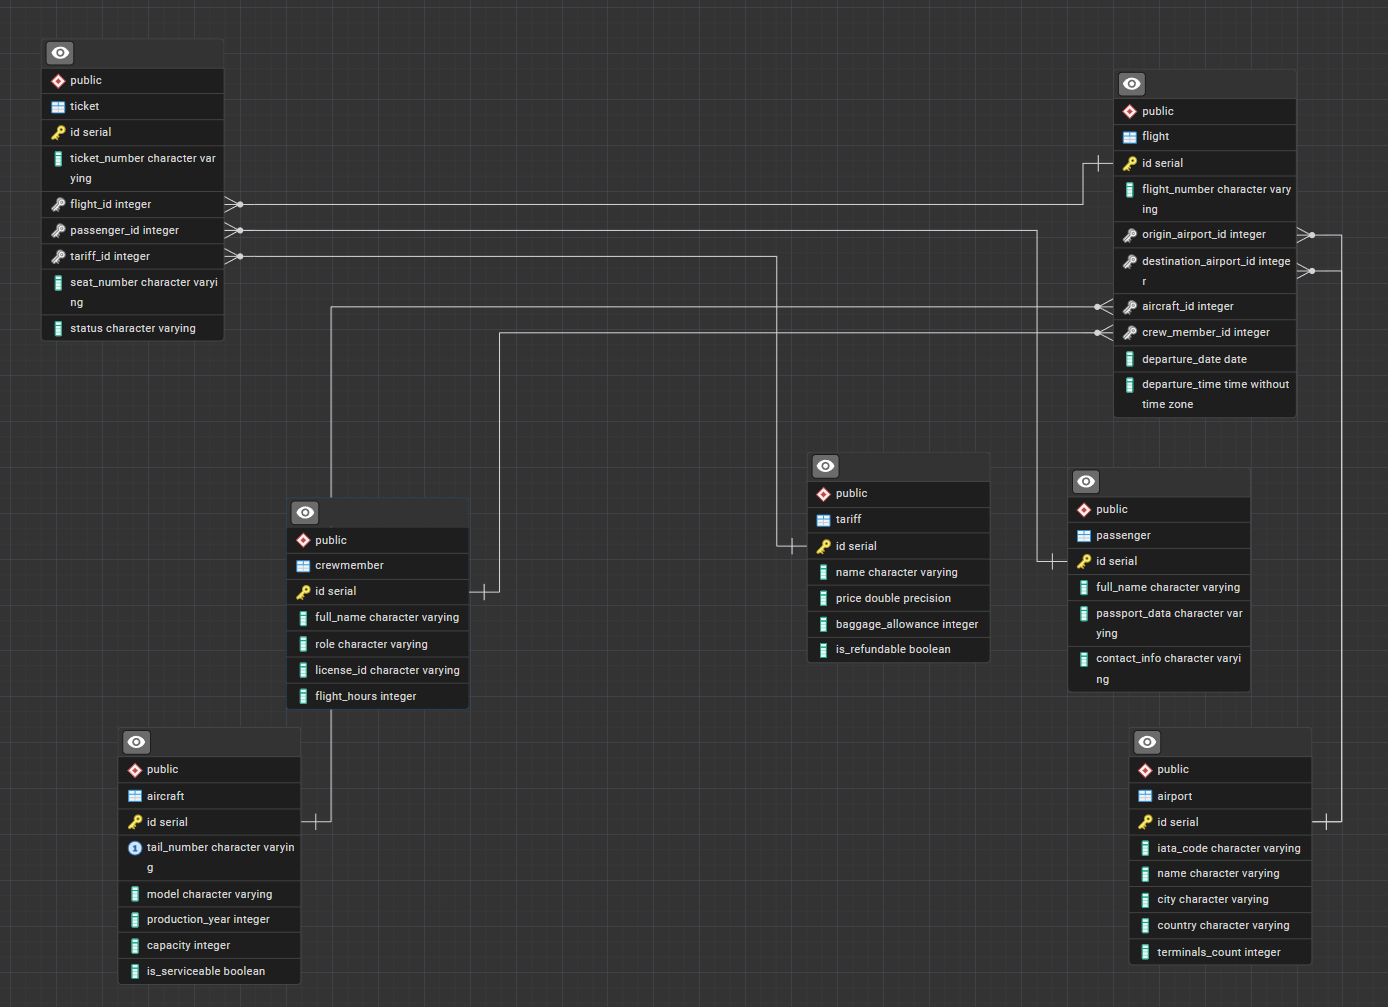 public
ticket
id serial
ticket_number character var
ying
flight_id integer
passenger_id integer
tariff_id integer
seat_number character varyi
ng
status character varying
public
flight
id serial
flight_number character vary
ing
origin_airport_id integer
destination_airport_id intege
r
aircraft_id integer
crew_member_id integer
departure_date date
departure_time time without
time zone
public
crewmember
id serial
full_name character varying
role character varying
license_id character varying
flight_hours integer
public
tariff
id serial
name character varying
price double precision
baggage_allowance integer
is_refundable boolean
public
passenger
id serial
full_name character varying
passport_data character var
ying
contact_info character varyi
ng
public
aircraft
id serial
1 tail_number character varyin
g
model character varying
production_year integer
capacity integer
is_serviceable boolean
public
airport
id serial
iata_code character varying
name character varying
city character varying
country character varying
terminals_count integer